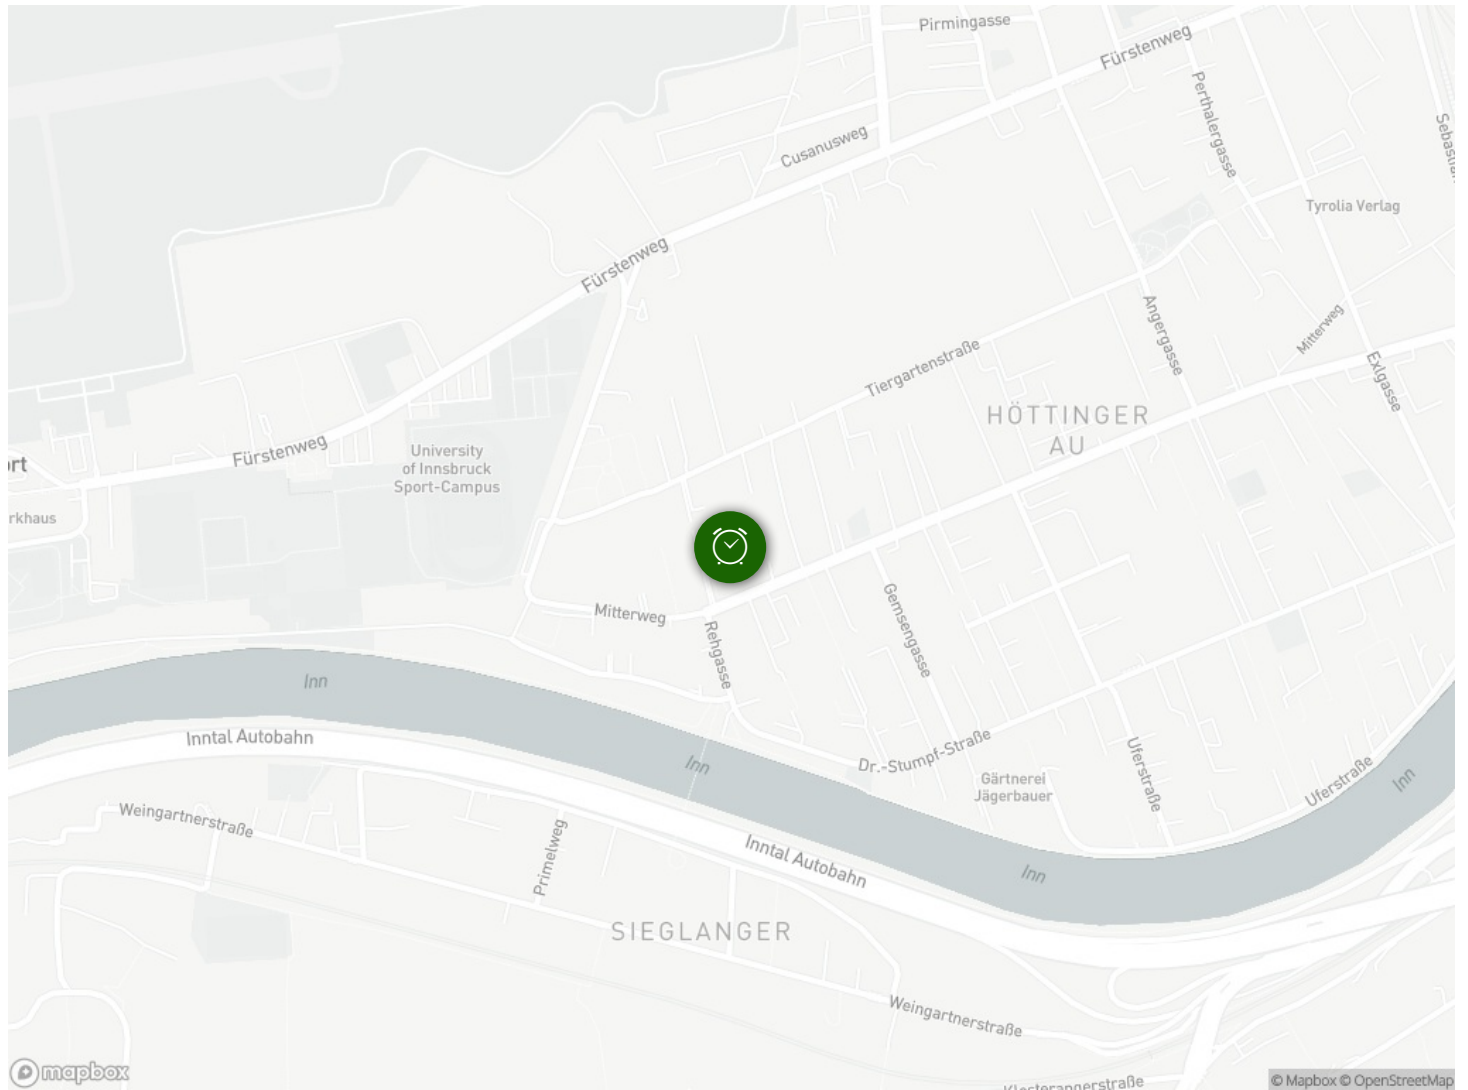 Pirmingasse
Fürstenweg
Perthalergasse
Cusanusweg
Tyrolia Verlag
Fürstenweg
Angergasse
Mitterweg
Tiergartenstraße
Exlgasse
HÖTTINGER
AU
Fürstenweg
University
of Innsbruck
Sport-Campus
Mitterweg
Rehgasse
Gemsengasse
Inn
Inntal Autobahn
Inn
Dr.-Stumpf-Straße
Uferstraße
Gärtnerei
Jägerbauer
Uferstraße
Inn
Weingartnerstraße
Primelweg
Inntal Autobahn
Inn
SIEGLANGER
Weingartnerstraße
mapbox
© Mapbox © OpenStreetMap